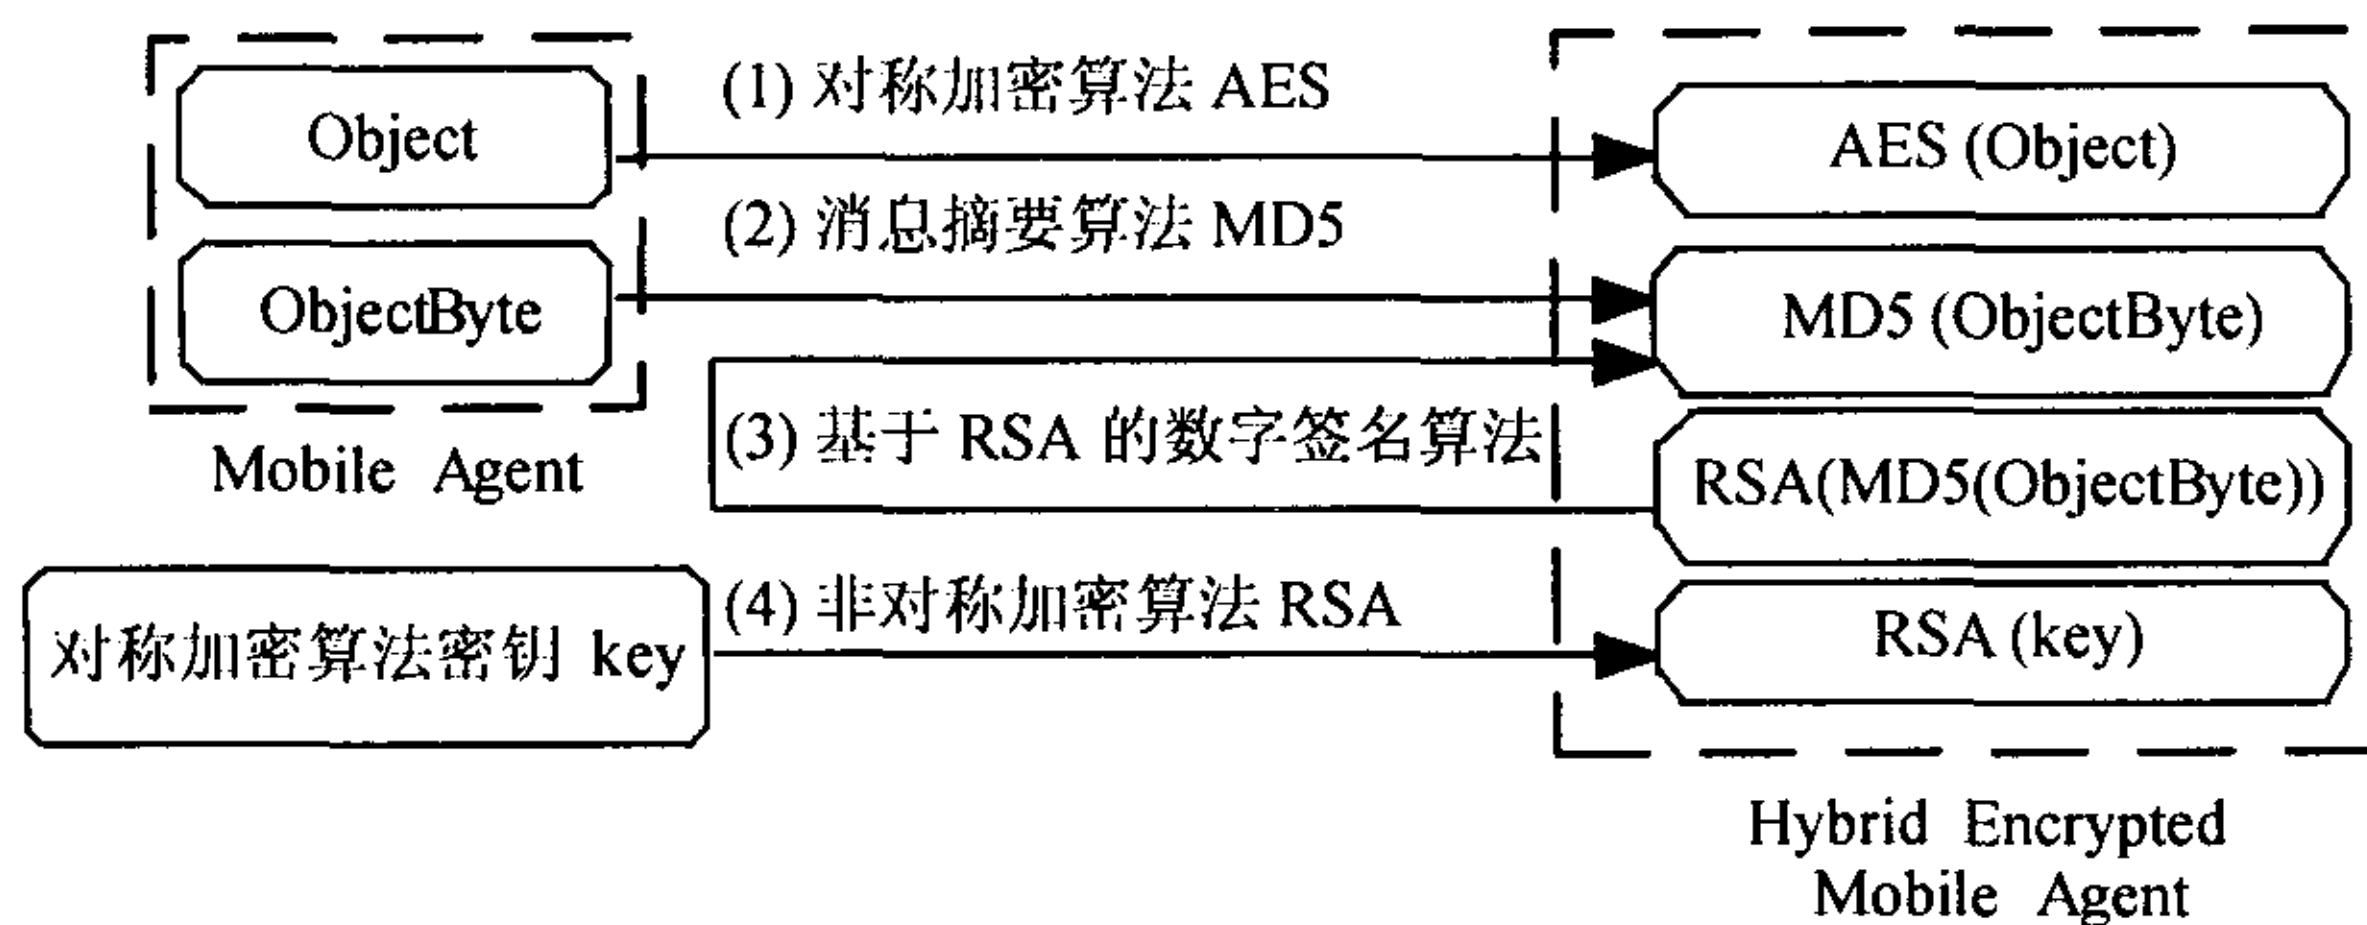 Object
ObjectByte
Mobile Agent
对称加密算法密钥 key
(1) 对称加密算法 AES
(2) 消息摘要算法 MD5
(3) 基于 RSA 的数字签名算法
(4) 非对称加密算法 RSA
AES (Object)
MD5 (ObjectByte)
RSA(MD5(ObjectByte))
RSA (key)
Hybrid Encrypted
Mobile Agent